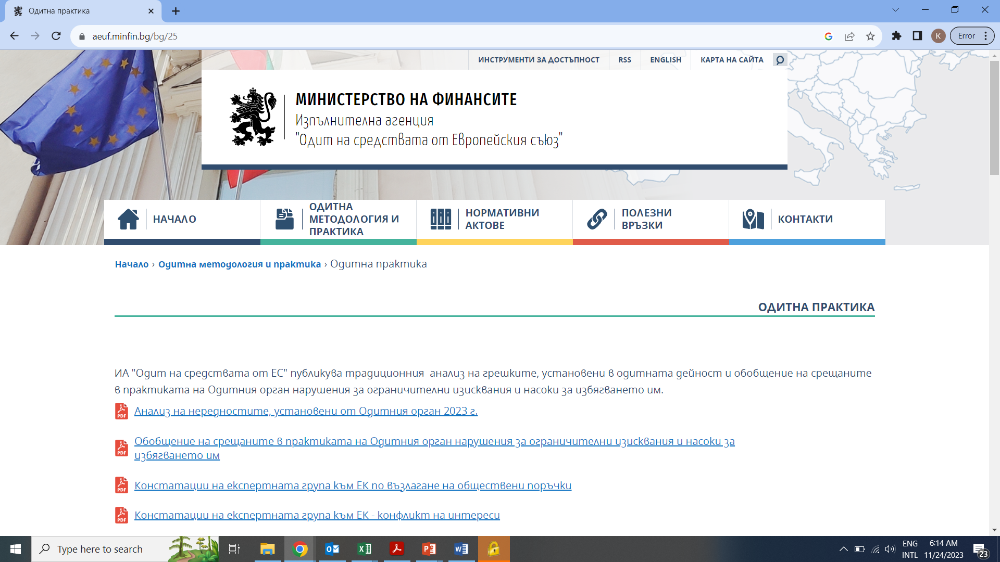 Одитна практика
aeuf.minfin.bg/bg/25
K
Error
ИНСТРУМЕНТИ ЗА ДОСТЪПНОСТ
RSS
ENGLISH
КАРТА НА САЙТА
МИНИСТЕРСТВО НА ФИНАНСИТЕ
Изпълнителна агенция
"Одит на средствата от Европейския съюз"
НАЧАЛО
ОДИТНА
МЕТОДОЛОГИЯ И
ПРАКТИКА
НОРМАТИВНИ
АКТОВЕ
ПОЛЕЗНИ
ВРЪЗКИ
КОНТАКТИ
Начало › Одитна методология и практика › Одитна практика
ОДИТНА ПРАКТИКА
ИА "Одит на средствата от ЕС" публикува традиционния анализ на грешките, установени в одитната дейност и обобщение на срещаните
в практиката на Одитния орган нарушения за ограничителни изисквания и насоки за избягването им.
PDF Анализ на нередностите, установени от Одитния орган 2023 г.
PDF Обобщение на срещаните в практиката на Одитния орган нарушения за ограничителни изисквания и насоки за
избягването им
PDF Констатации на експертната група към ЕК по възлагане на обществени поръчки
PDF Констатации на експертната група към ЕК - конфликт на интереси
Type here to search
ENG
INTL
6:14 AM
11/24/2023
23